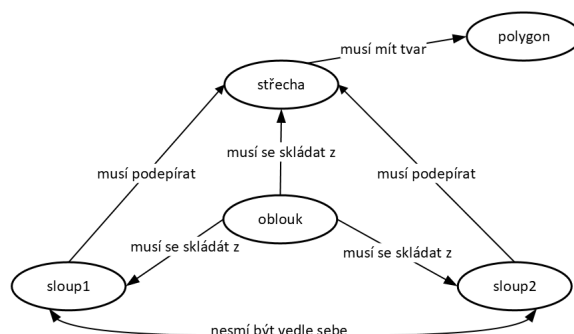 polygon
musí mít tvar
střecha
musí se skládat z
musí podepírat
musí podepírat
oblouk
musí se skládát z
musí se skládat z
sloup1
sloup2
nesmí být vedle sebe